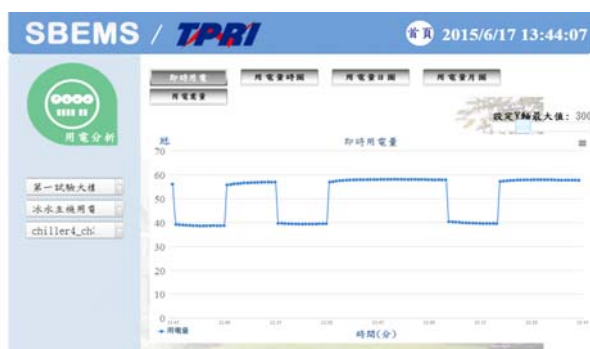 SBEMS / TPRI
首頁 2015/6/17 13:44:07
即時用電 用電量時圖 用電量日圖 用電量月圖
用電需量
用電分析
設定Y軸最大值: 300
即時用電量
70
60
50
40
30
20
10
0
第一試驗大樓
冰水主機用電
chiller4_ch
用電量
時間(分)